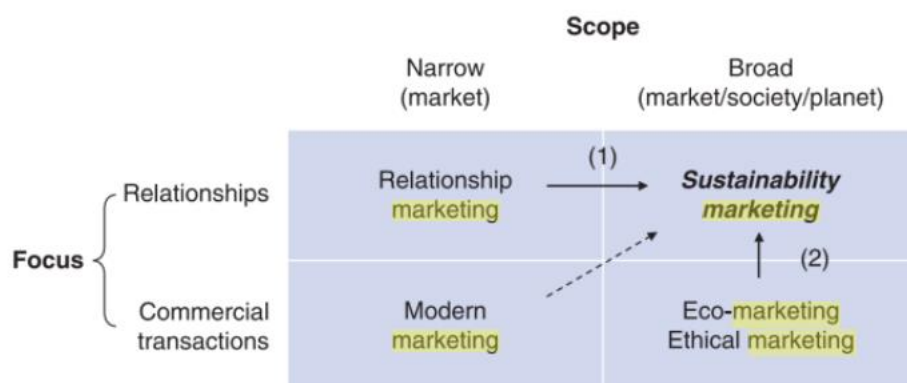 Scope
Narrow
(market)
Broad
(market/society/planet)
Relationships
Relationship
marketing
(1)
Sustainability
marketing
Focus
(2)
Commercial
transactions
Modern
marketing
Eco-marketing
Ethical marketing